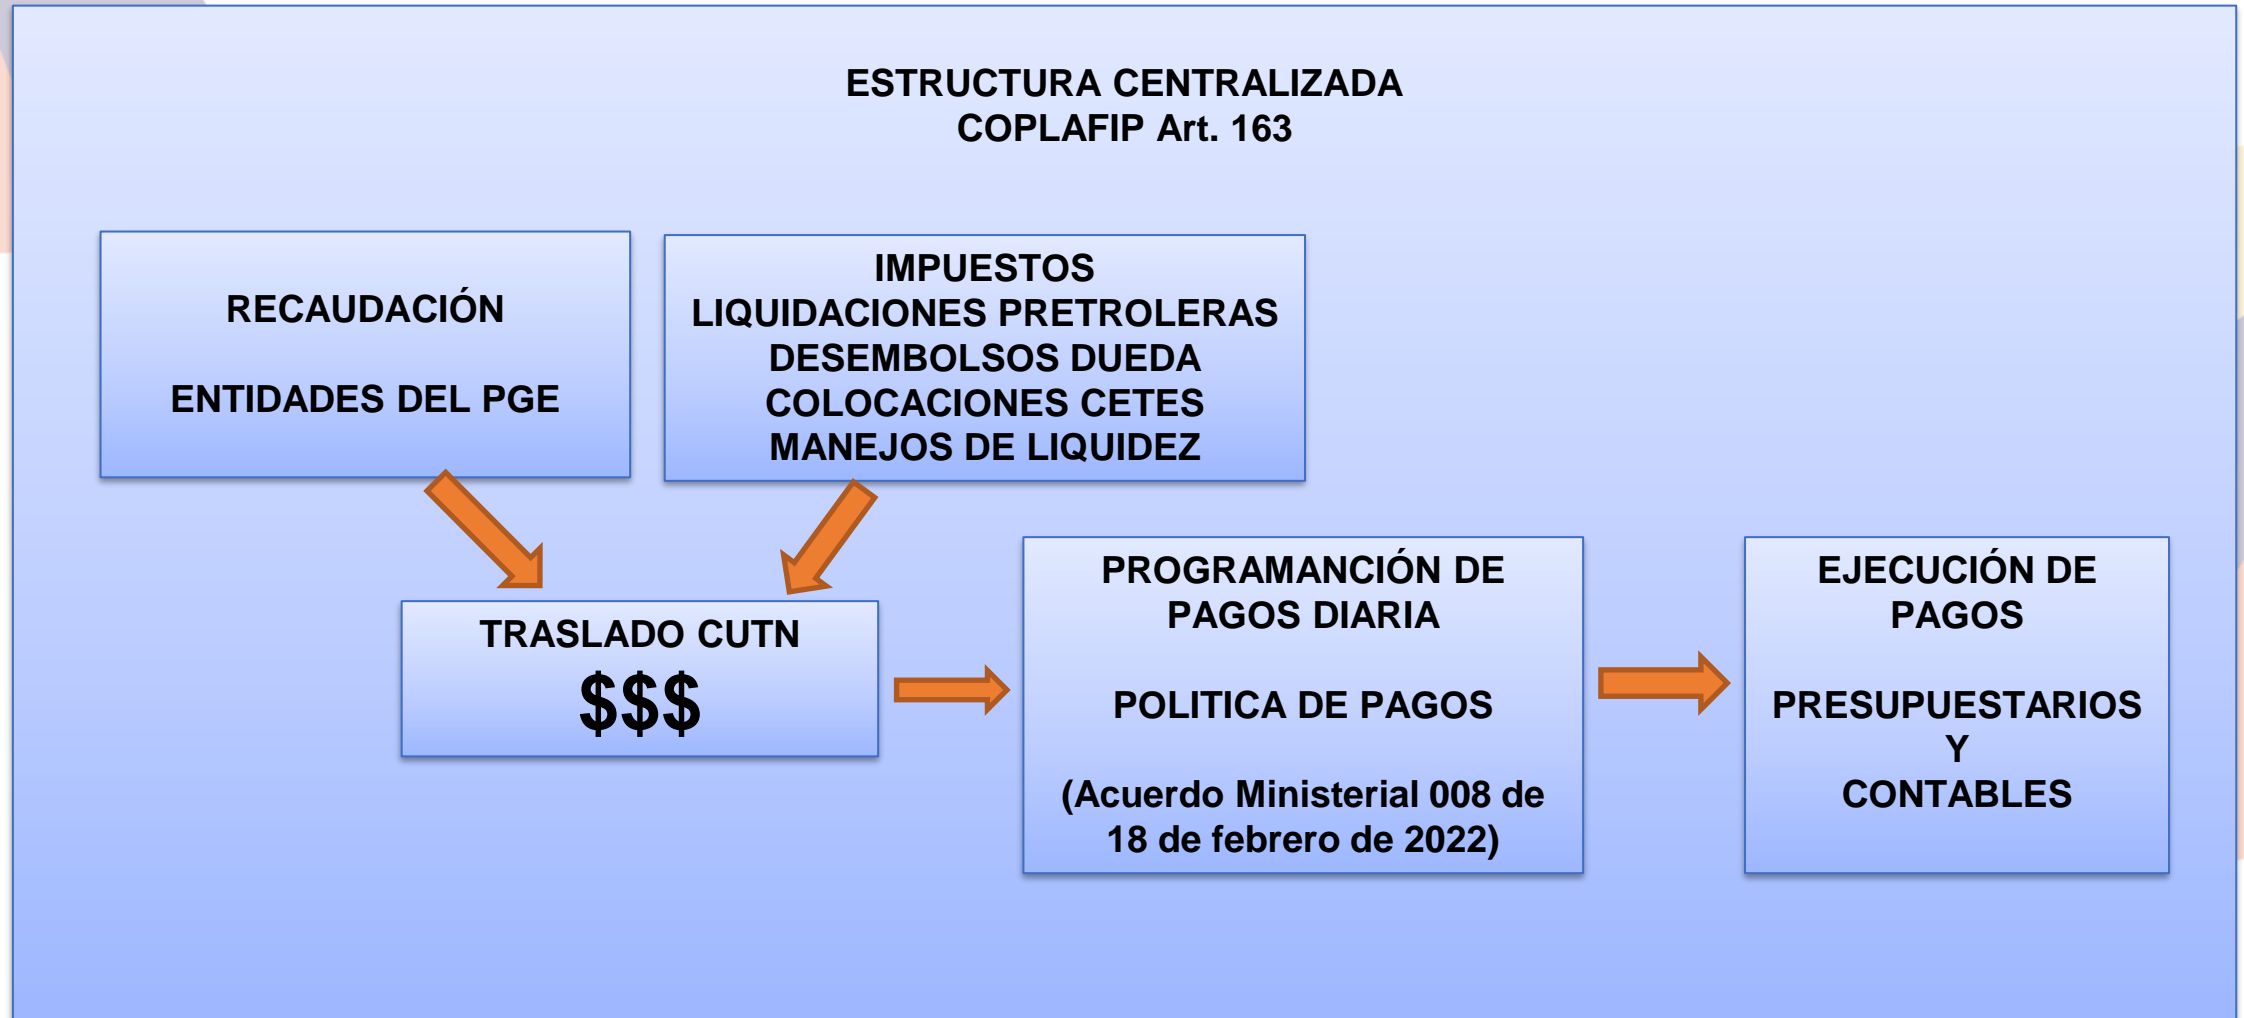 ESTRUCTURA CENTRALIZADA
COPLAFIP Art. 163
RECAUDACIÓN
ENTIDADES DEL PGE
IMPUESTOS
LIQUIDACIONES PRETROLERAS
DESEMBOLSOS DUEDA
COLOCACIONES CETES
MANEJOS DE LIQUIDEZ
TRASLADO CUTN
$$$
PROGRAMANCIÓN DE
PAGOS DIARIA
POLITICA DE PAGOS
(Acuerdo Ministerial 008 de
18 de febrero de 2022)
EJECUCIÓN DE
PAGOS
PRESUPUESTARIOS
Y
CONTABLES